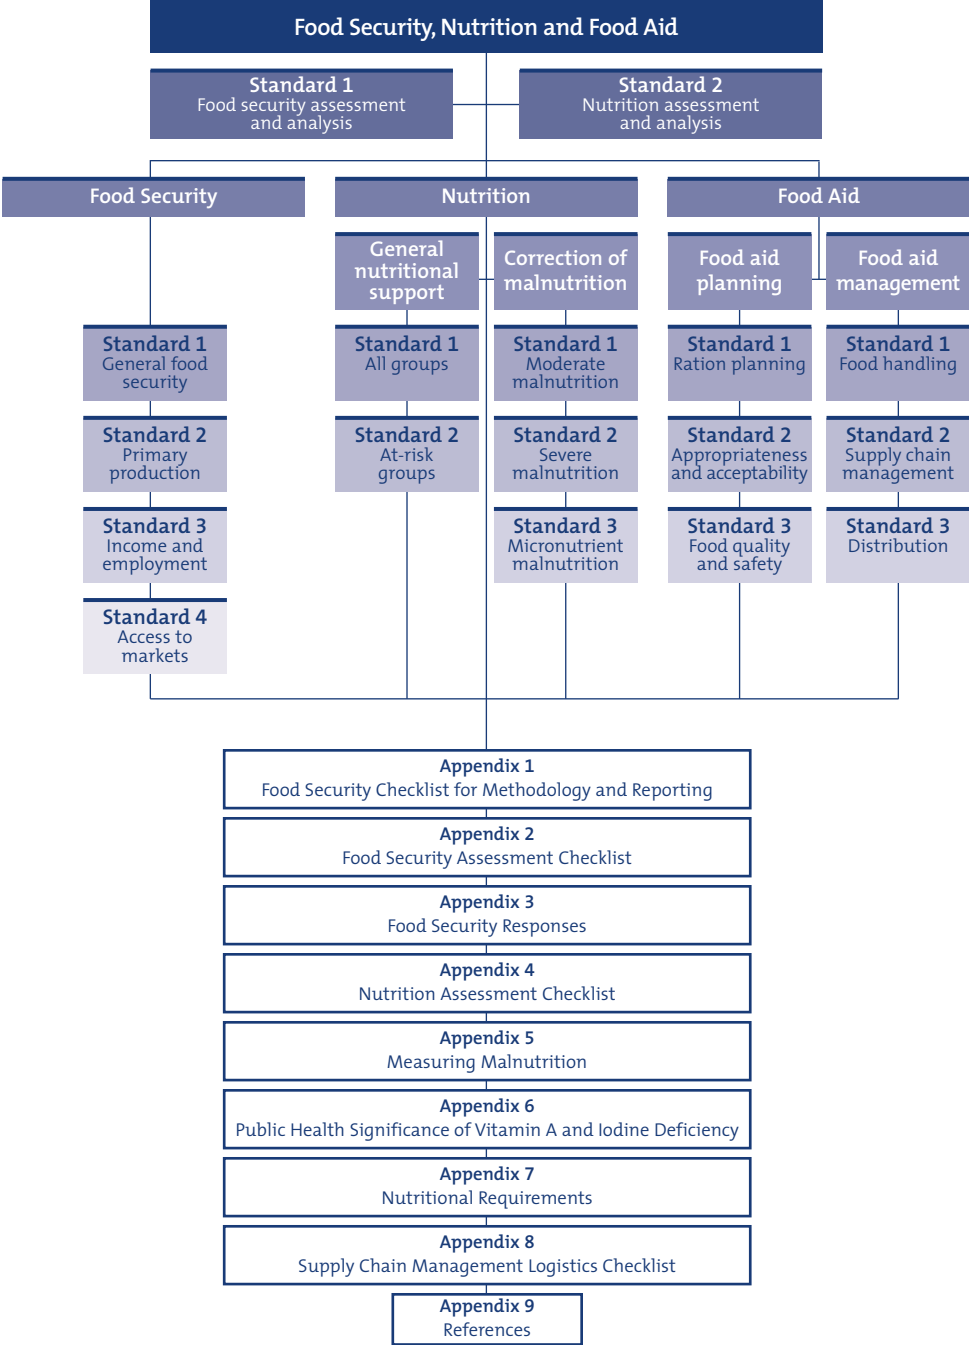 Food Security, Nutrition and Food Aid
Standard 1
Food security assessment
and analysis
Standard 2
Nutrition assessment
and analysis
Food Security
Nutrition
Food Aid
General
nutritional
support
Correction of
malnutrition
Food aid
planning
Food aid
management
Standard 1
General food
security
Standard 1
All groups
Standard 1
Moderate
malnutrition
Standard 1
Ration planning
Standard 1
Food handling
Standard 2
Primary
production
Standard 2
At-risk
groups
Standard 2
Severe
malnutrition
Standard 2
Appropriateness
and acceptability
Standard 2
Supply chain
management
Standard 3
Income and
employment
Standard 3
Micronutrient
malnutrition
Standard 3
Food quality
and safety
Standard 3
Distribution
Standard 4
Access to
markets
Appendix 1
Food Security Checklist for Methodology and Reporting
Appendix 2
Food Security Assessment Checklist
Appendix 3
Food Security Responses
Appendix 4
Nutrition Assessment Checklist
Appendix 5
Measuring Malnutrition
Appendix 6
Public Health Significance of Vitamin A and Iodine Deficiency
Appendix 7
Nutritional Requirements
Appendix 8
Supply Chain Management Logistics Checklist
Appendix 9
References